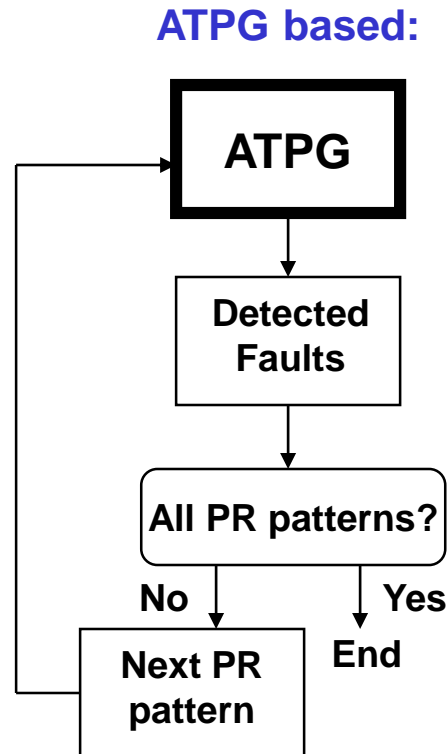 ATPG based:
ATPG
Detected
Faults
All PR patterns?
No
Yes
End
Next PR
pattern